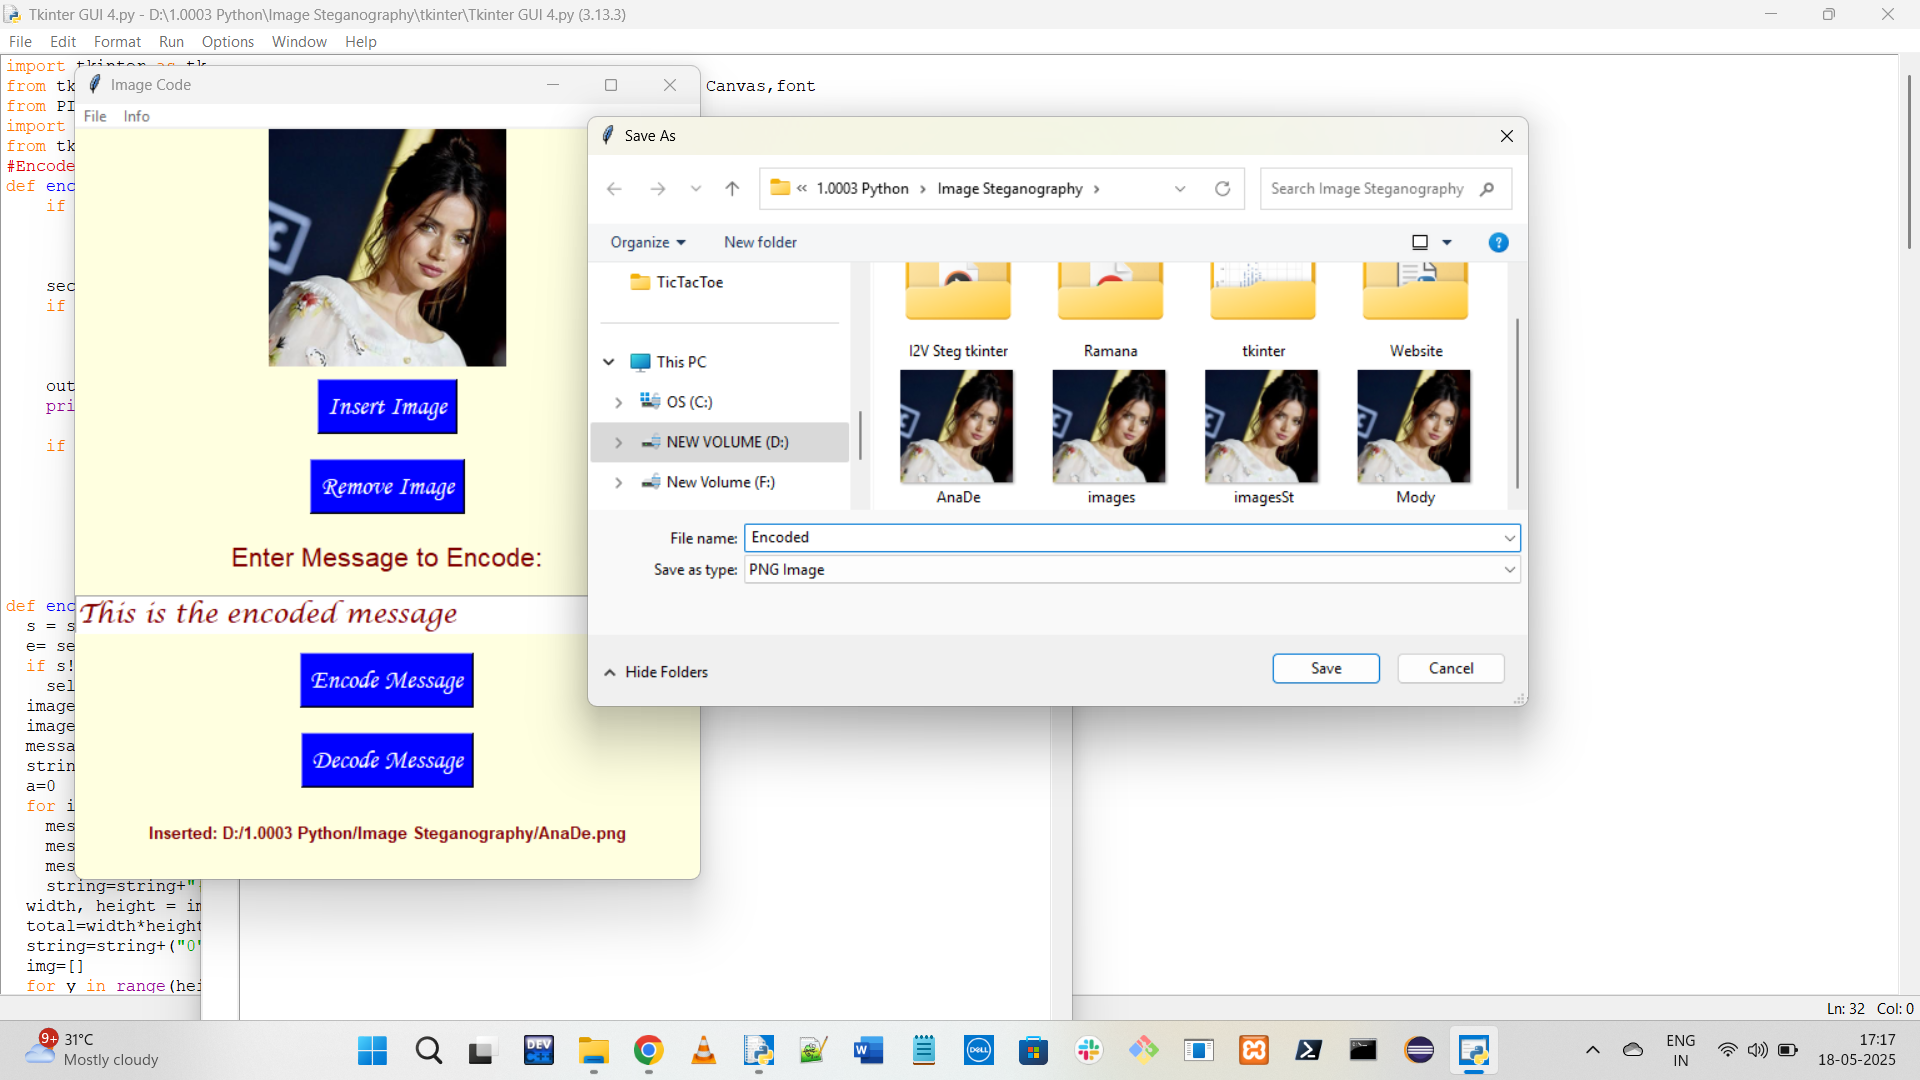 Tkinter GUI 4.py - D:\1.0003 Python\Image Steganography\tkinter\Tkinter GUI 4.py (3.13.3)
File Edit Format Run Options Window Help
import tkinter as tk
from tk
Canvas,font
from PI
import
from tk
#Encode
def enc
if
sec
if
out
pri
if
def enc
s = s
e= se
if s!
sel
image
image
messa
strin
a=0
for i
mes
mes
mes
string=string+"
width, height = im
total=width*height
string=string+("0"
img=[]
for y in range(hei
Image Code
File Info
Insert Image
Remove Image
Enter Message to Encode:
This is the encoded message
Encode Message
Decode Message
Inserted: D:/1.0003 Python/Image Steganography/AnaDe.png
Save As
« 1.0003 Python > Image Steganography >
Search Image Steganography
Organize New folder
TicTacToe
This PC
OS (C:)
NEW VOLUME (D:)
New Volume (F:)
I2V Steg tkinter Ramana tkinter Website
AnaDe images imagesSt Mody
File name: Encoded
Save as type: PNG Image
Hide Folders
Save Cancel
Ln: 32 Col: 0
9+
31°C
Mostly cloudy
DEV C++
DELL
ENG
IN
17:17
18-05-2025